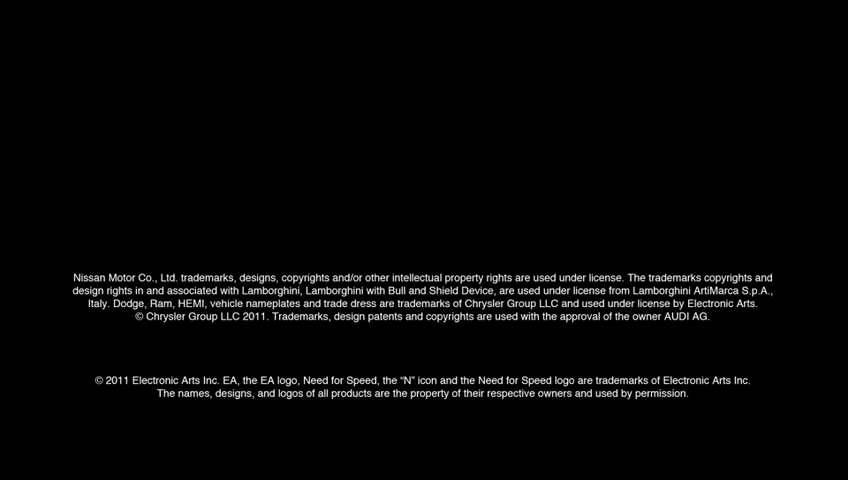 Nissan Motor Co., Ltd. trademarks, designs, copyrights and/or other intellectual property rights are used under license. The trademarks copyrights and
design rights in and associated with Lamborghini, Lamborghini with Bull and Shield Device, are used under license from Lamborghini ArtiMarca S.p.A.,
Italy. Dodge, Ram, HEMI, vehicle nameplates and trade dress are trademarks of Chrysler Group LLC and used under license by Electronic Arts.
© Chrysler Group LLC 2011. Trademarks, design patents and copyrights are used with the approval of the owner AUDI AG.
© 2011 Electronic Arts Inc. EA, the EA logo, Need for Speed, the “N” icon and the Need for Speed logo are trademarks of Electronic Arts Inc.
The names, designs, and logos of all products are the property of their respective owners and used by permission.